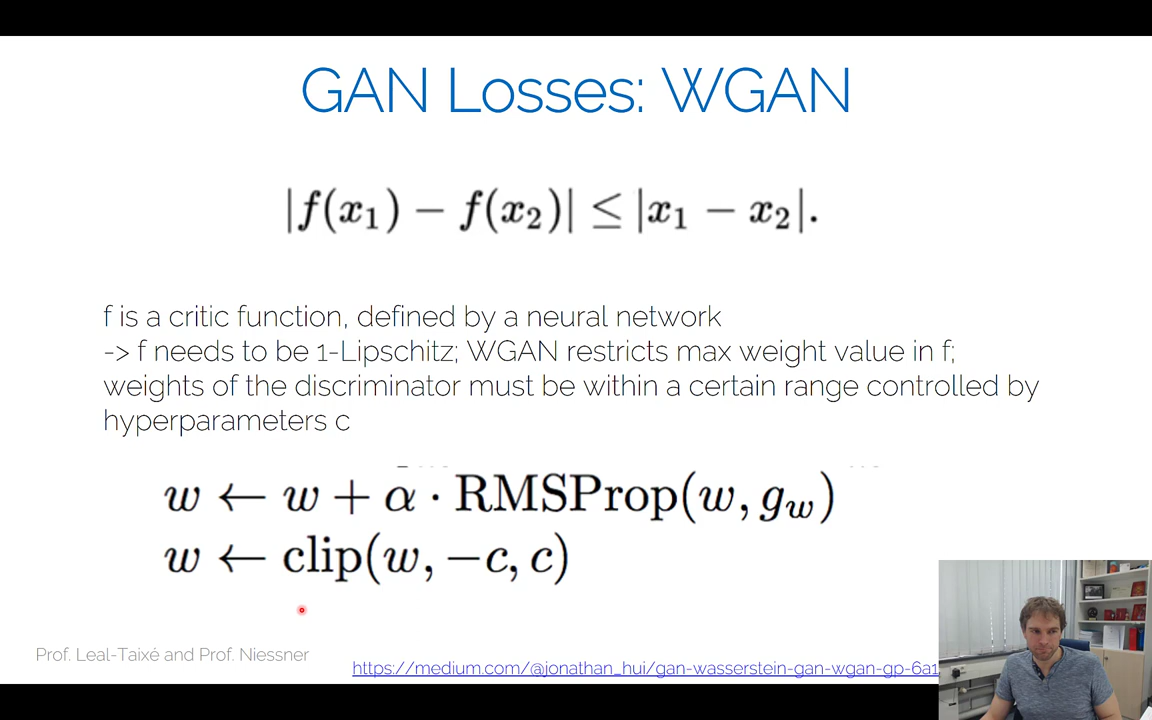 GAN Losses: WGAN
|f(x₁) − f(x₂)| ≤ |x₁ − x₂|.
f is a critic function, defined by a neural network
-> f needs to be 1-Lipschitz; WGAN restricts max weight value in f;
weights of the discriminator must be within a certain range controlled by
hyperparameters c
w ← w + α · RMSProp(w, g_w)
w ← clip(w, −c, c)
Prof. Leal-Taixé and Prof. Niessner
https://medium.com/@jonathan_hui/gan-wasserstein-gan-wgan-gp-6a1